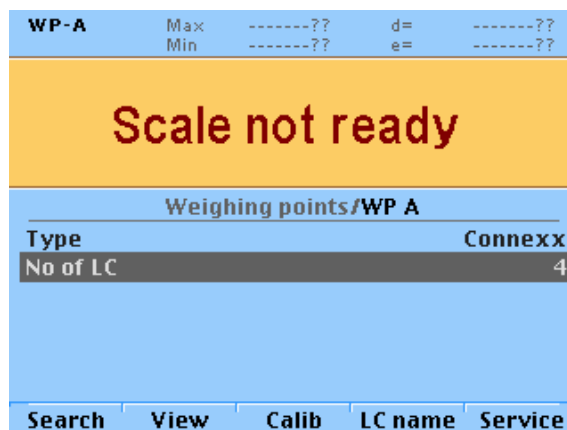 WP-A Max -------?? d= -------??
Min -------?? e= -------??
Scale not ready
Weighing points/WP A
Type Connexx
No of LC 4
Search View Calib LC name Service